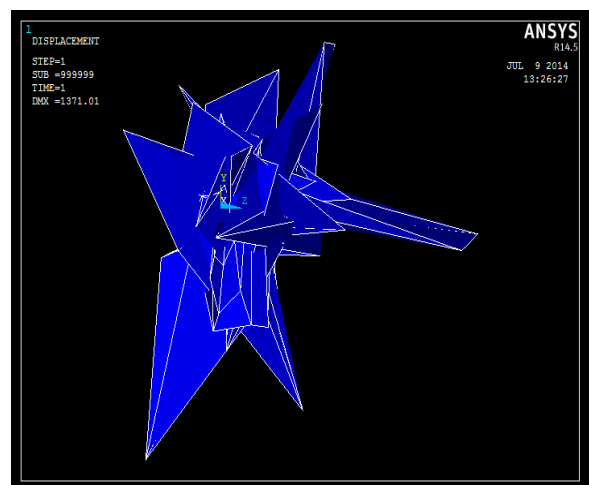 1
DISPLACEMENT
STEP=1
SUB =999999
TIME=1
DMX =1371.01
ANSYS
R14.5
JUL  9 2014
13:26:27
Y
X Z